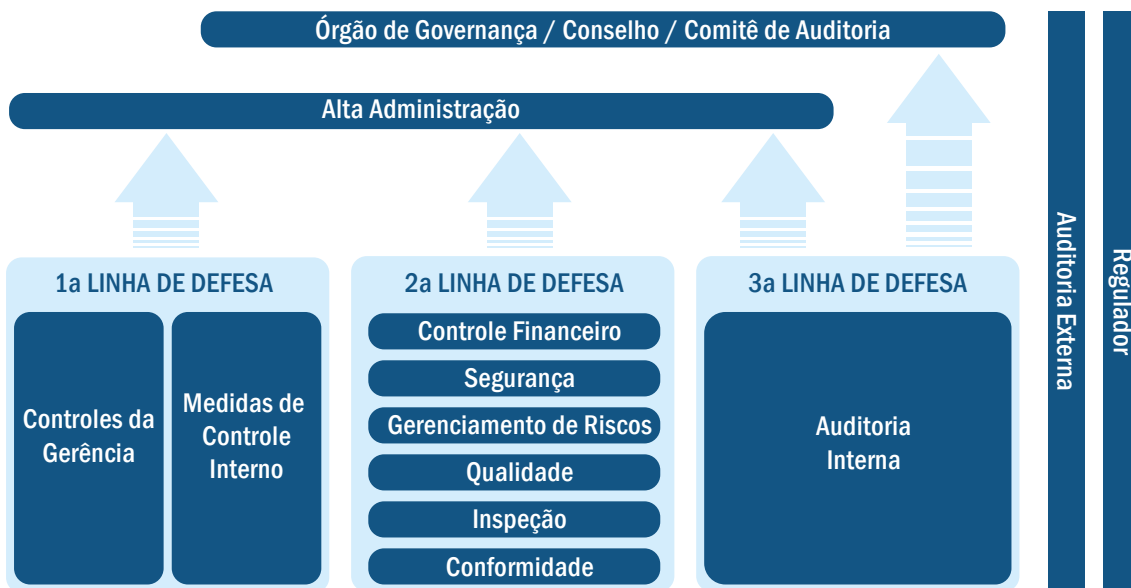 Órgão de Governança / Conselho / Comitê de Auditoria
Alta Administração
1a LINHA DE DEFESA
Controles da
Gerência
Medidas de
Controle
Interno
2a LINHA DE DEFESA
Controle Financeiro
Segurança
Gerenciamento de Riscos
Qualidade
Inspeção
Conformidade
3a LINHA DE DEFESA
Auditoria
Interna
Auditoria Externa
Regulador